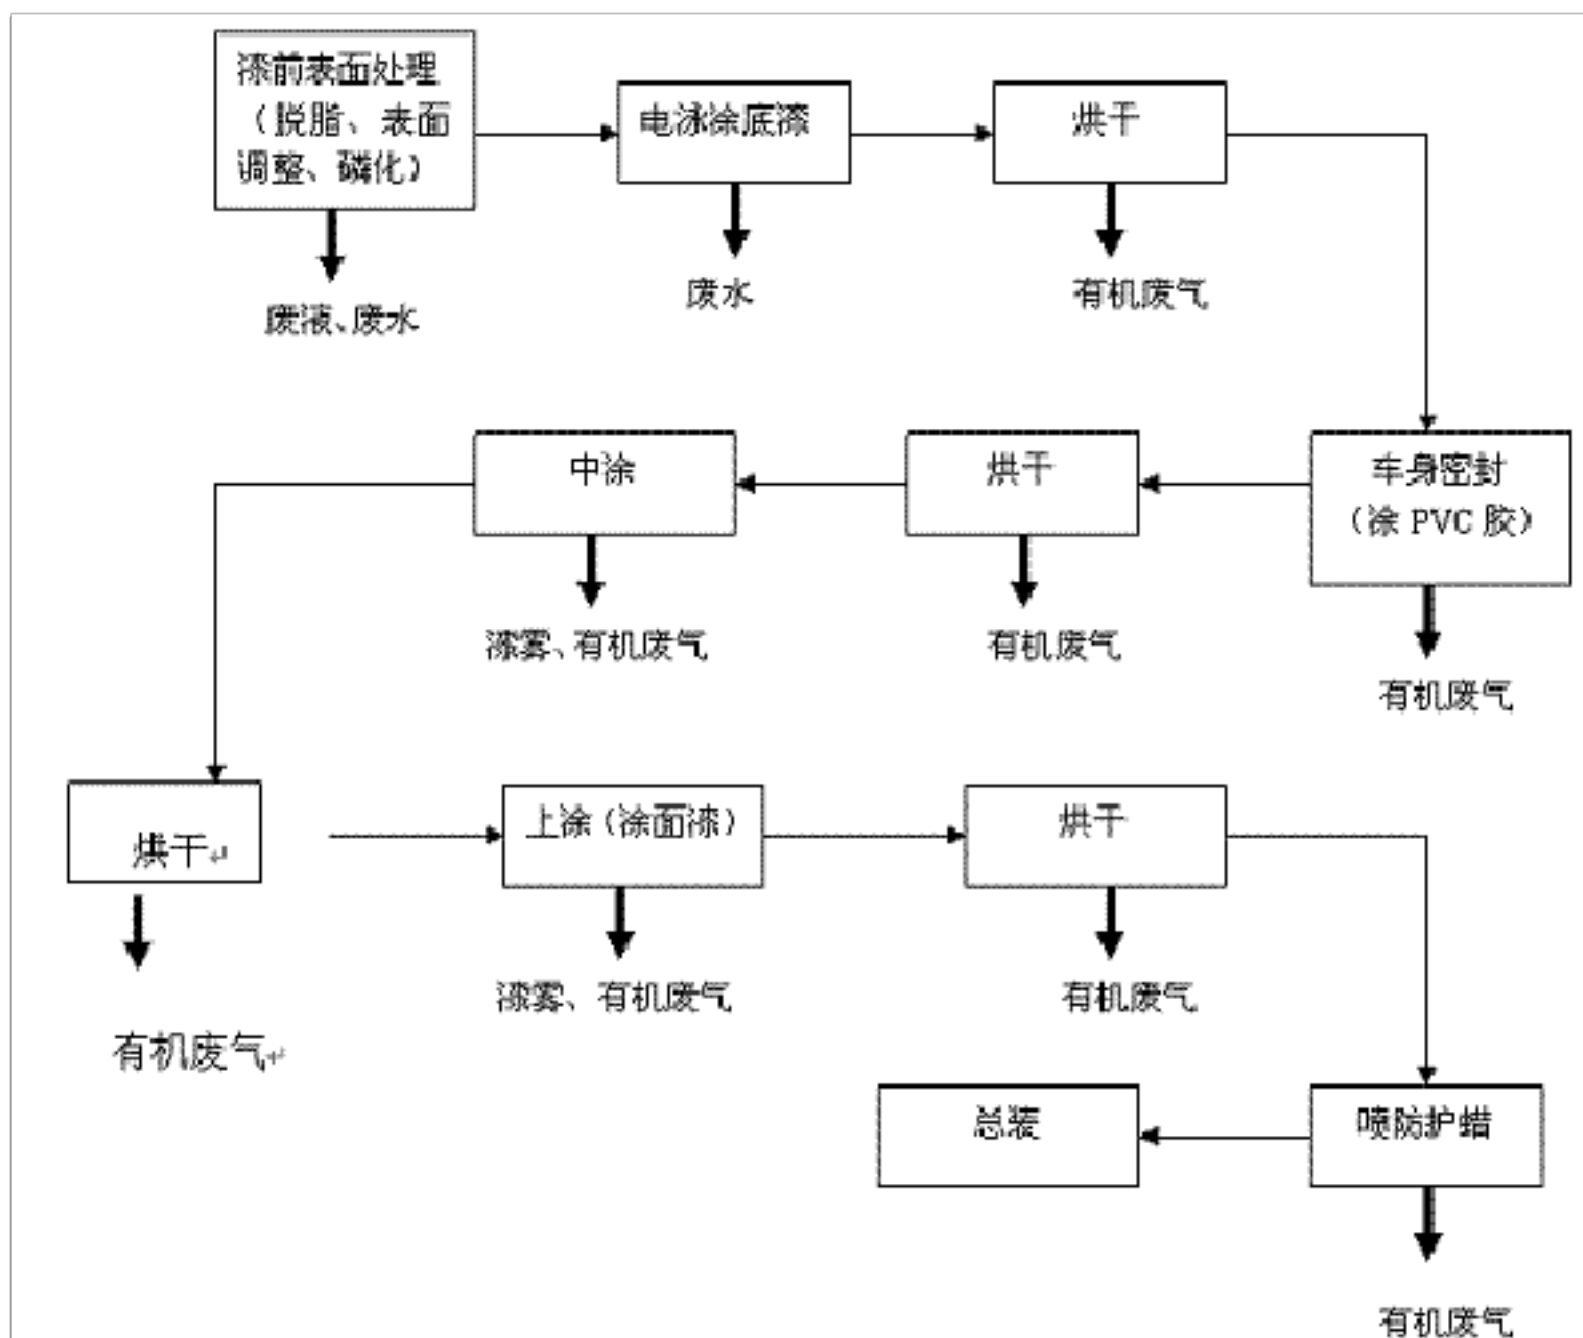 漆前表面处理
（脱脂、表面
调整、磷化）
电泳涂底漆
烘干
废液、废水
废水
有机废气
中涂
烘干
车身密封
（涂 PVC 胶）
漆雾、有机废气
有机废气
有机废气
烘干↵
上涂（涂面漆）
烘干
有机废气↵
漆雾、有机废气
有机废气
总装
喷防护蜡
有机废气